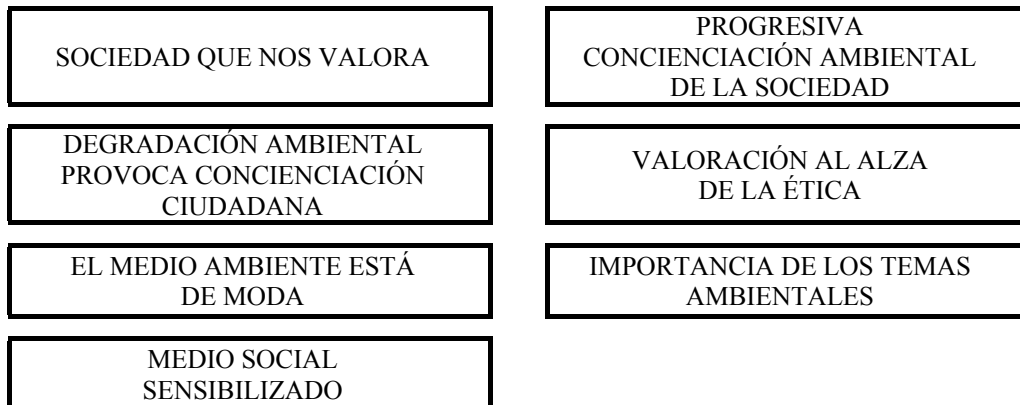 SOCIEDAD QUE NOS VALORA
PROGRESIVA
CONCIENCIACIÓN AMBIENTAL
DE LA SOCIEDAD
DEGRADACIÓN AMBIENTAL
PROVOCA CONCIENCIACIÓN
CIUDADANA
VALORACIÓN AL ALZA
DE LA ÉTICA
EL MEDIO AMBIENTE ESTÁ
DE MODA
IMPORTANCIA DE LOS TEMAS
AMBIENTALES
MEDIO SOCIAL
SENSIBILIZADO